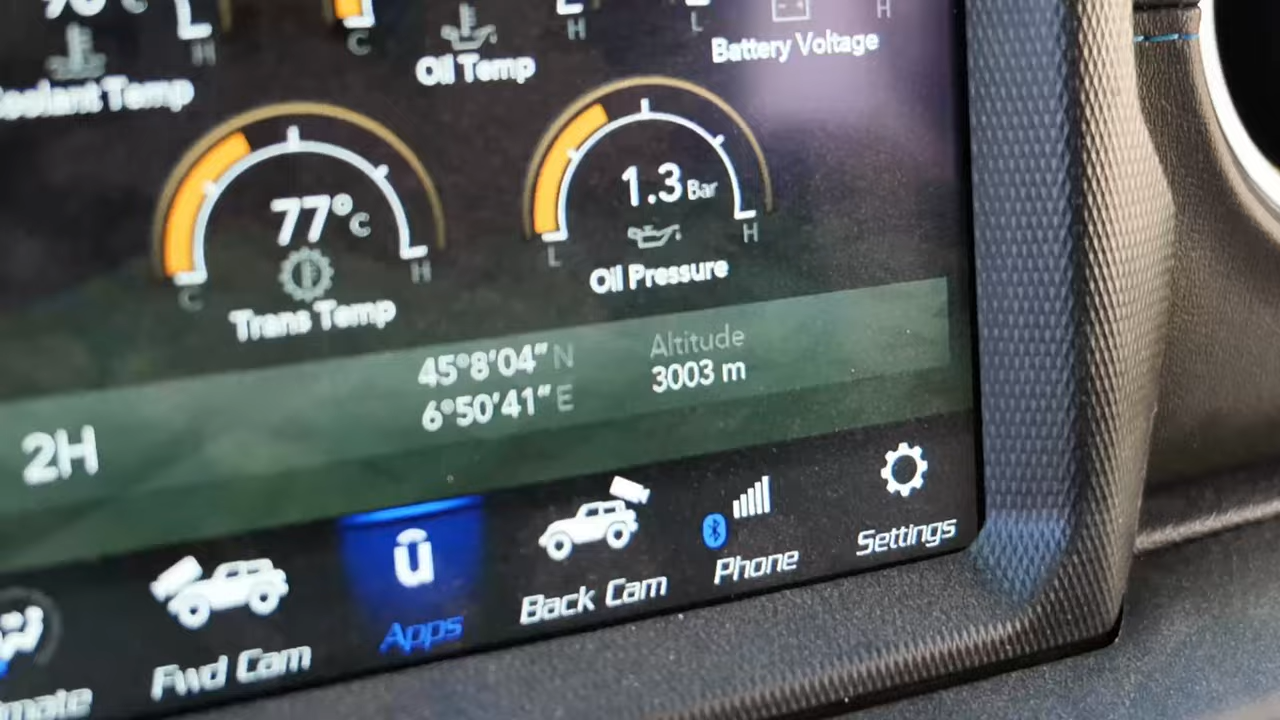 C
H
C
H
L
H
Coolant Temp
Oil Temp
Battery Voltage
77°C
C
H
Trans Temp
1.3 Bar
L
H
Oil Pressure
45°8'04" N
6°50'41" E
Altitude
3003 m
2H
Fwd Cam
Apps
Back Cam
Phone
Settings